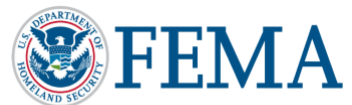 U.S. DEPARTMENT OF
HOMELAND SECURITY
FEMA